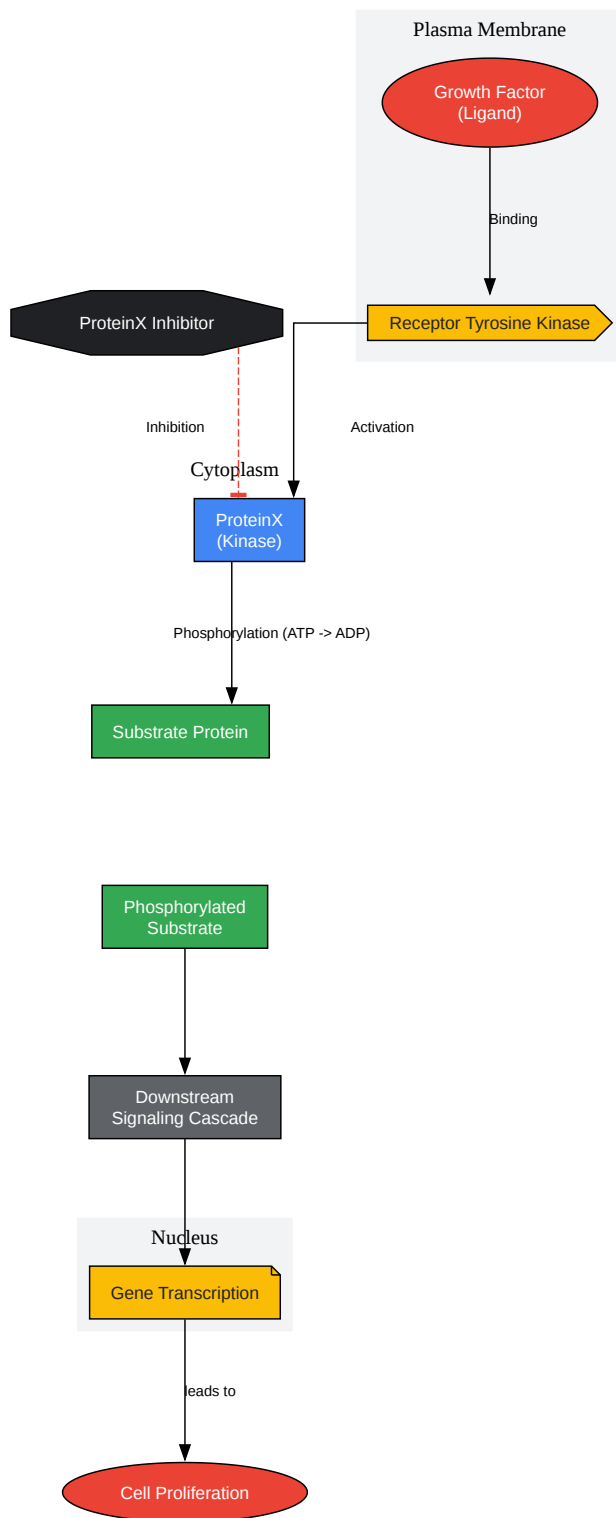 Plasma Membrane
Growth Factor
(Ligand)
Binding
ProteinX Inhibitor
Receptor Tyrosine Kinase
Inhibition
Activation
Cytoplasm
ProteinX
(Kinase)
Phosphorylation (ATP -> ADP)
Substrate Protein
Phosphorylated
Substrate
Downstream
Signaling Cascade
Nucleus
Gene Transcription
leads to
Cell Proliferation